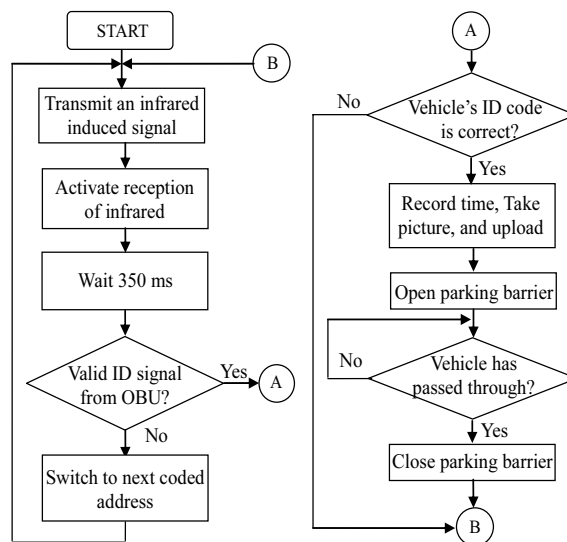 START
B
Transmit an infrared
induced signal
Activate reception
of infrared
Wait 350 ms
Valid ID signal
from OBU?
Yes
A
No
Switch to next coded
address
A
No
Vehicle's ID code
is correct?
Yes
Record time, Take
picture, and upload
Open parking barrier
No
Vehicle has
passed through?
Yes
Close parking barrier
B